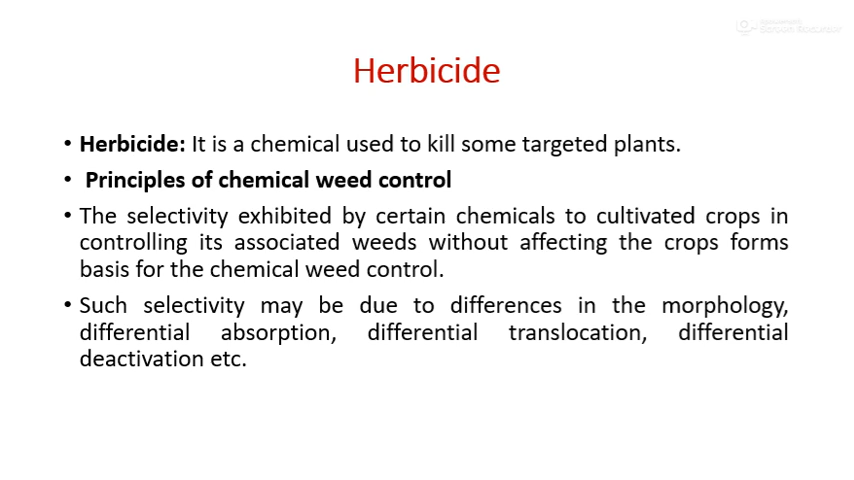 Herbicide
• Herbicide: It is a chemical used to kill some targeted plants.
• Principles of chemical weed control
• The selectivity exhibited by certain chemicals to cultivated crops in
controlling its associated weeds without affecting the crops forms
basis for the chemical weed control.
• Such selectivity may be due to differences in the morphology,
differential absorption, differential translocation, differential
deactivation etc.